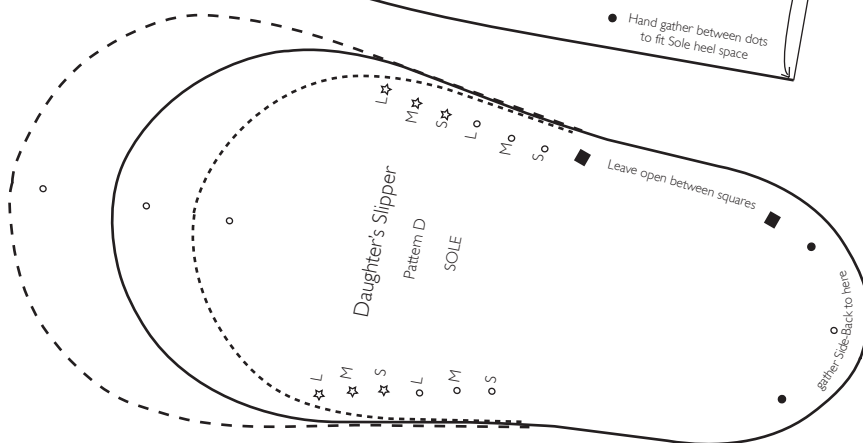 Hand gather between dots
to fit Sole heel space
L
M
S
L
M
S
Leave open between squares
Daughter's Slipper
Pattern D
SOLE
gather Side-Back to here
L
M
S
L
M
S